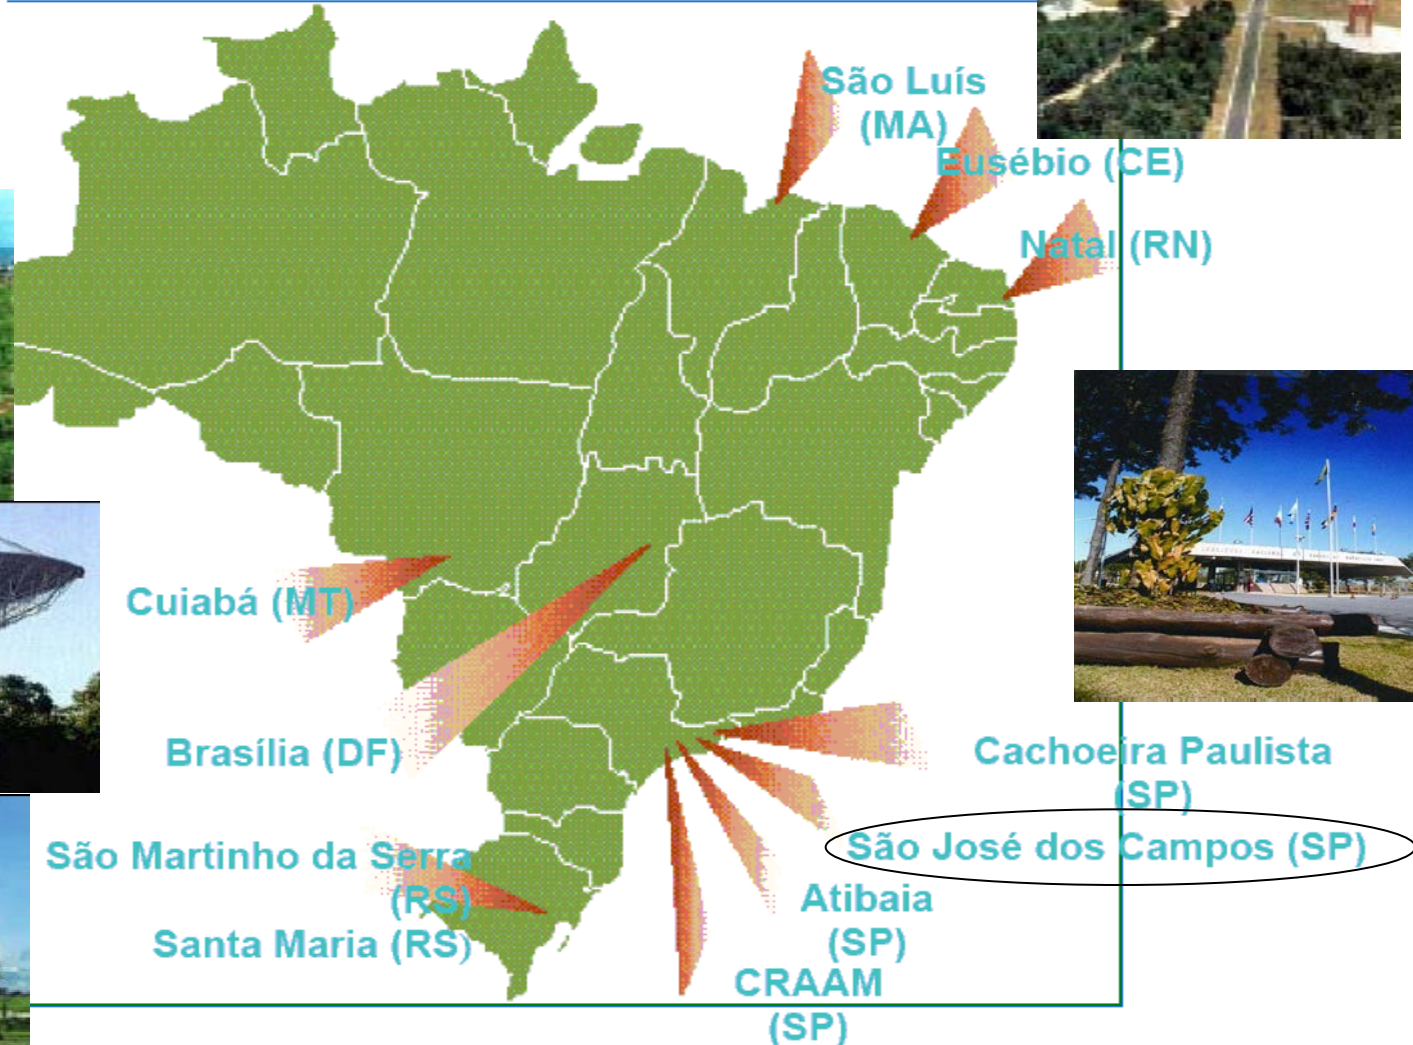 São Luís
(MA)
Eusébio (CE)
Natal (RN)
Cuiabá (MT)
Brasília (DF)
Cachoeira Paulista
(SP)
São José dos Campos (SP)
São Martinho da Serra
(RS)
Santa Maria (RS)
Atibaia
(SP)
CRAAM
(SP)